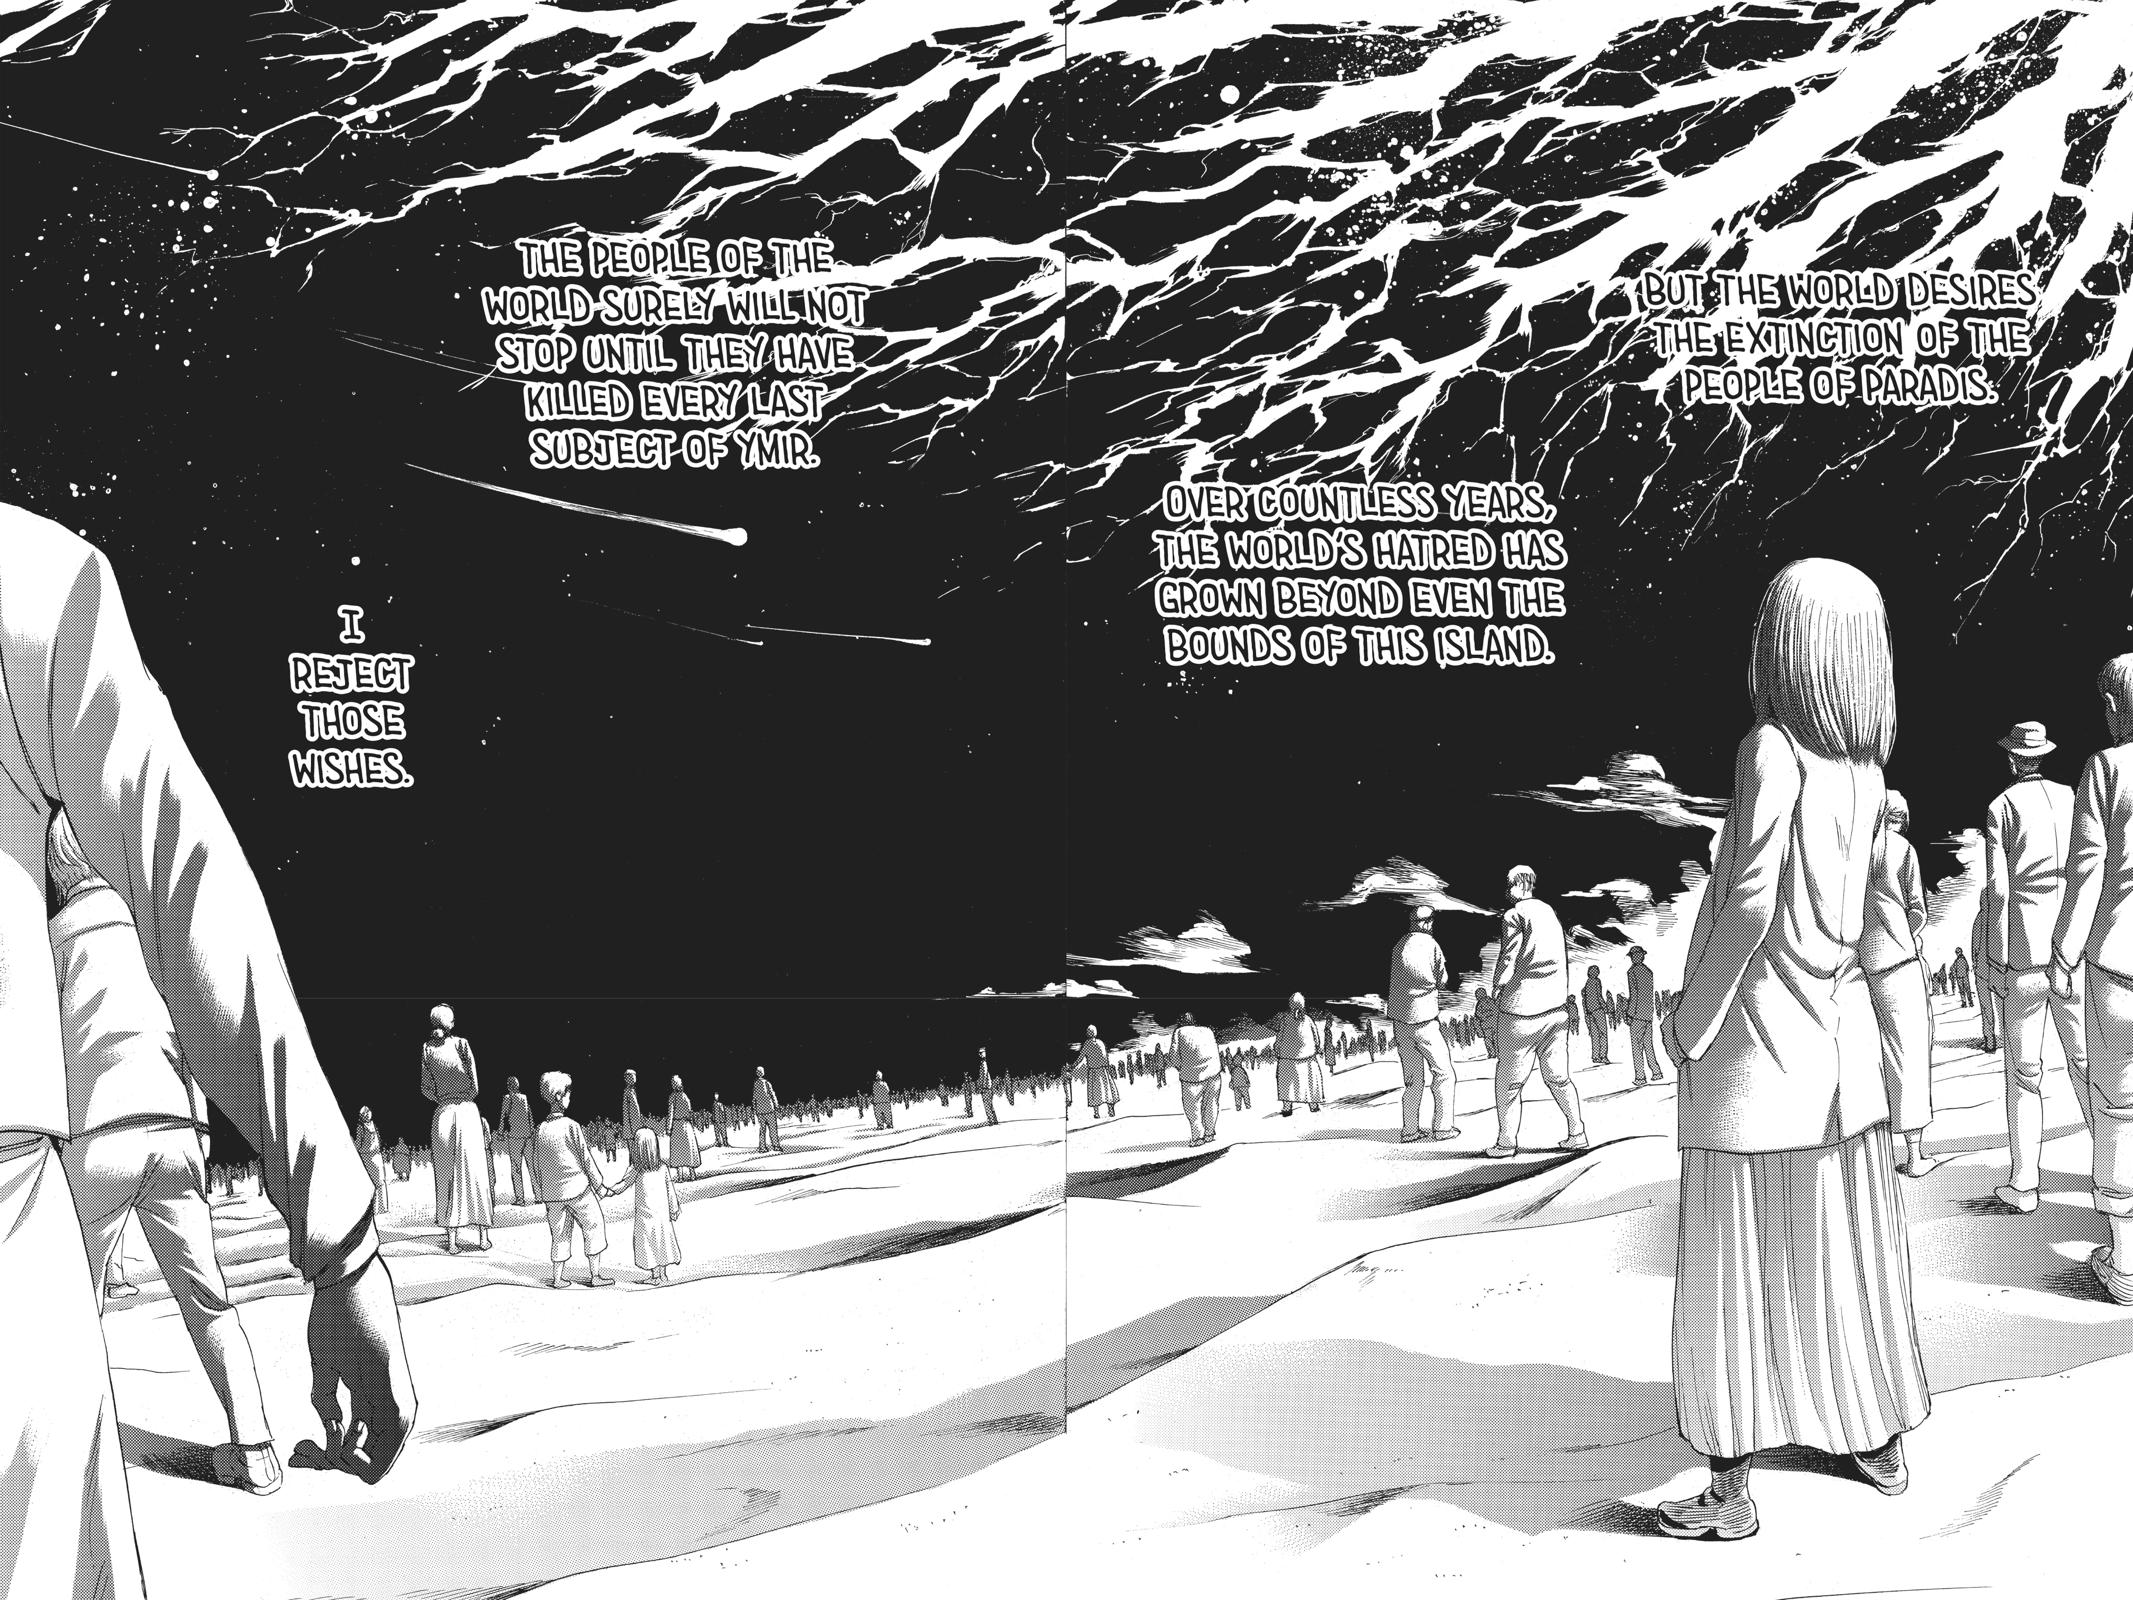 BUT THE WORLD DESIRES
THE EXTINCTION OF THE
PEOPLE OF PARADIS.
OVER COUNTLESS YEARS,
THE WORLD'S HATRED HAS
GROWN BEYOND EVEN THE
BOUNDS OF THIS ISLAND.
THE PEOPLE OF THE
WORLD SURELY WILL NOT
STOP UNTIL THEY HAVE
KILLED EVERY LAST
SUBJECT OF YMIR.
I
REJECT
THOSE
WISHES.